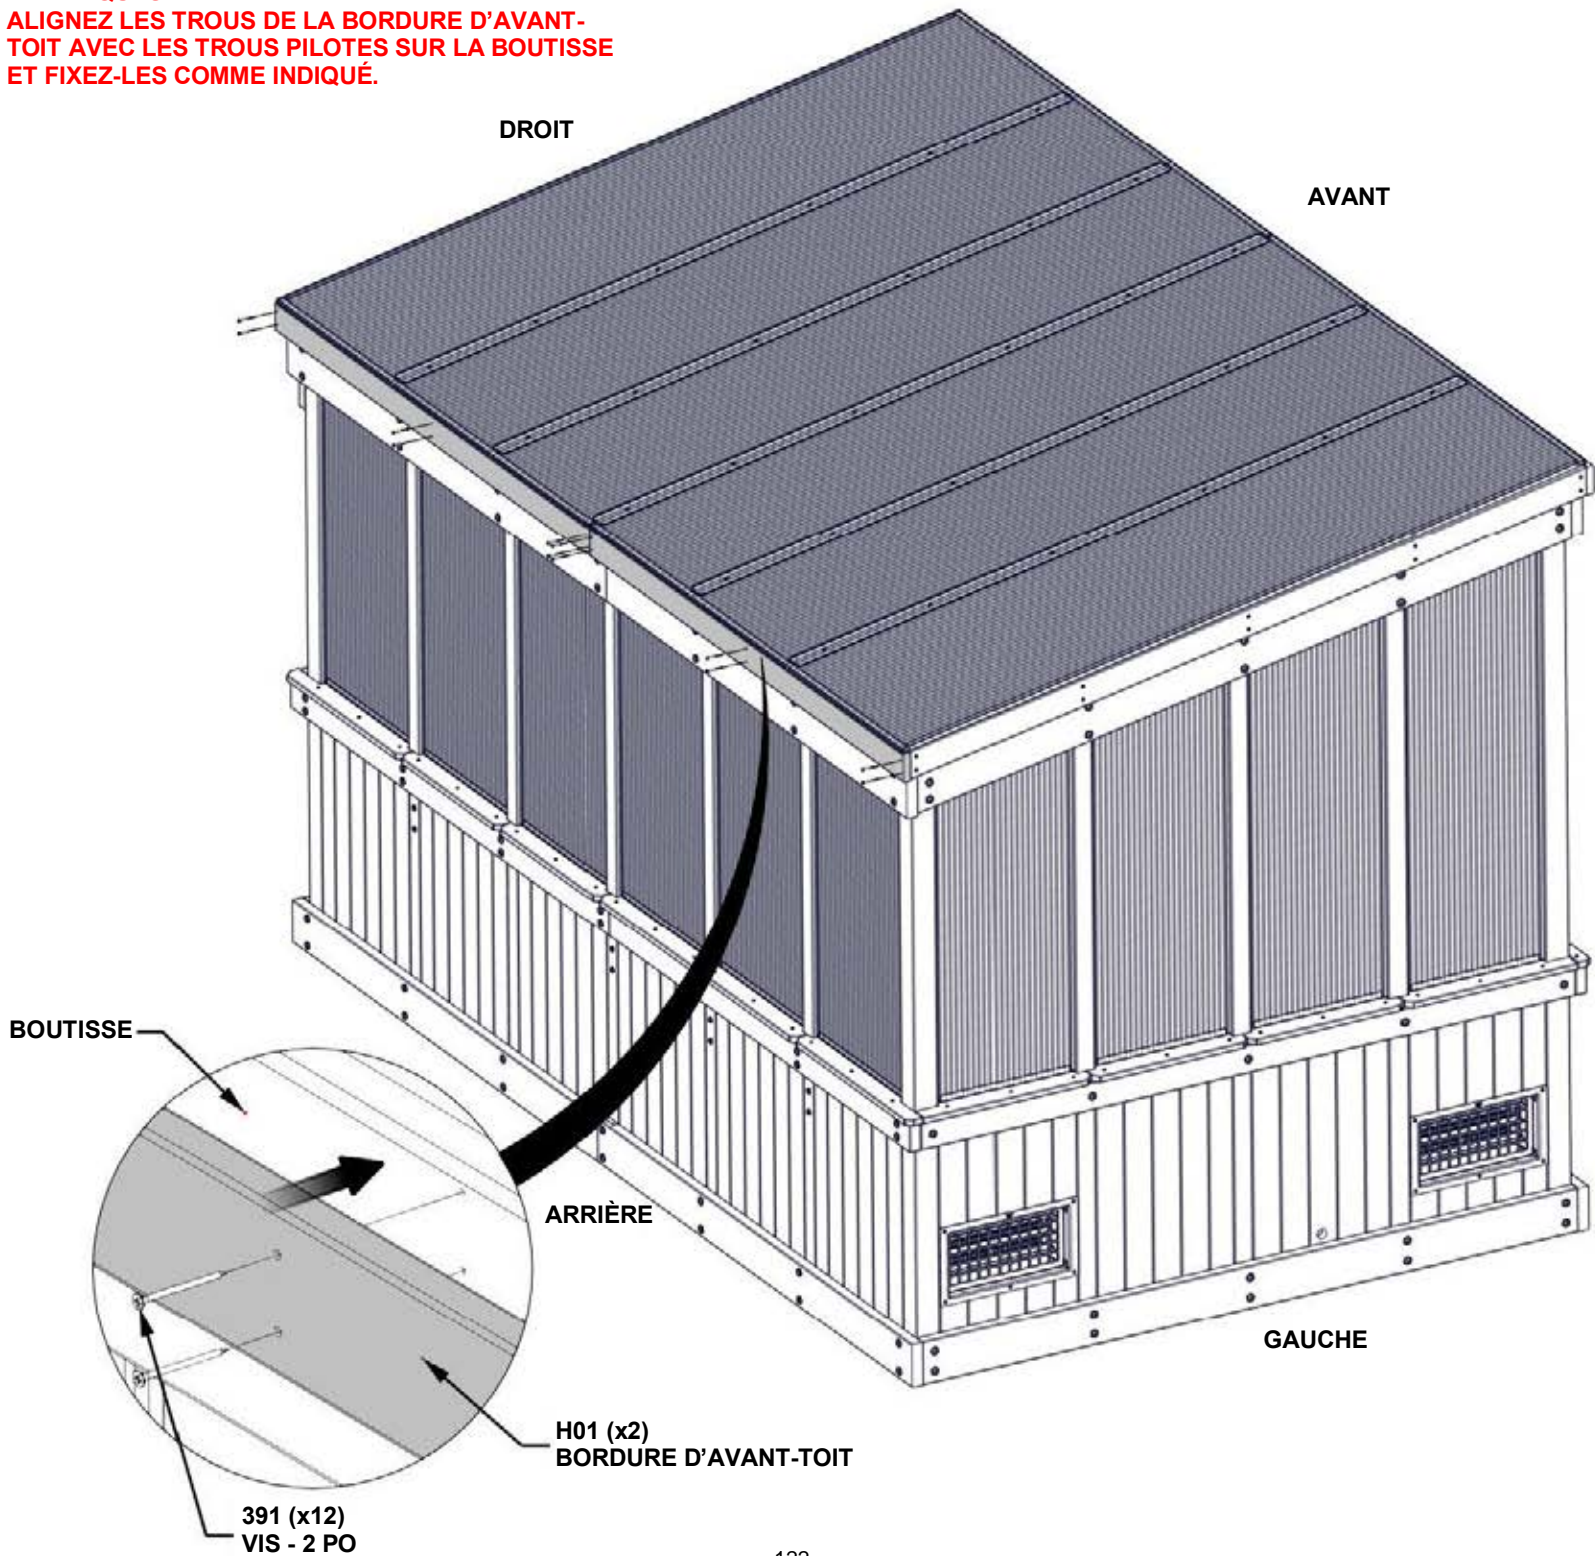 ALIGNEZ LES TROUS DE LA BORDURE D'AVANT-
TOIT AVEC LES TROUS PILOTES SUR LA BOUTISSE
ET FIXEZ-LES COMME INDIQUÉ.
DROIT
AVANT
BOUTISSE
ARRIÈRE
GAUCHE
H01 (x2)
BORDURE D'AVANT-TOIT
391 (x12)
VIS - 2 PO